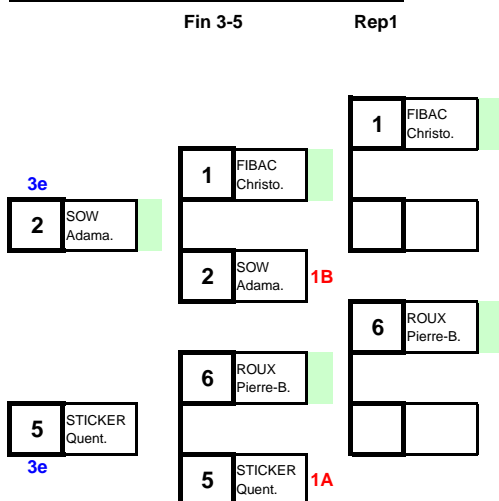 Fin 3-5 Rep1
1 FIBAC
Christo.
1 FIBAC
Christo.
3e
2 SOW
Adama.
2 SOW
Adama.
1B
6 ROUX
Pierre-B.
6 ROUX
Pierre-B.
5 STICKER
Quent.
3e
5 STICKER
Quent.
1A